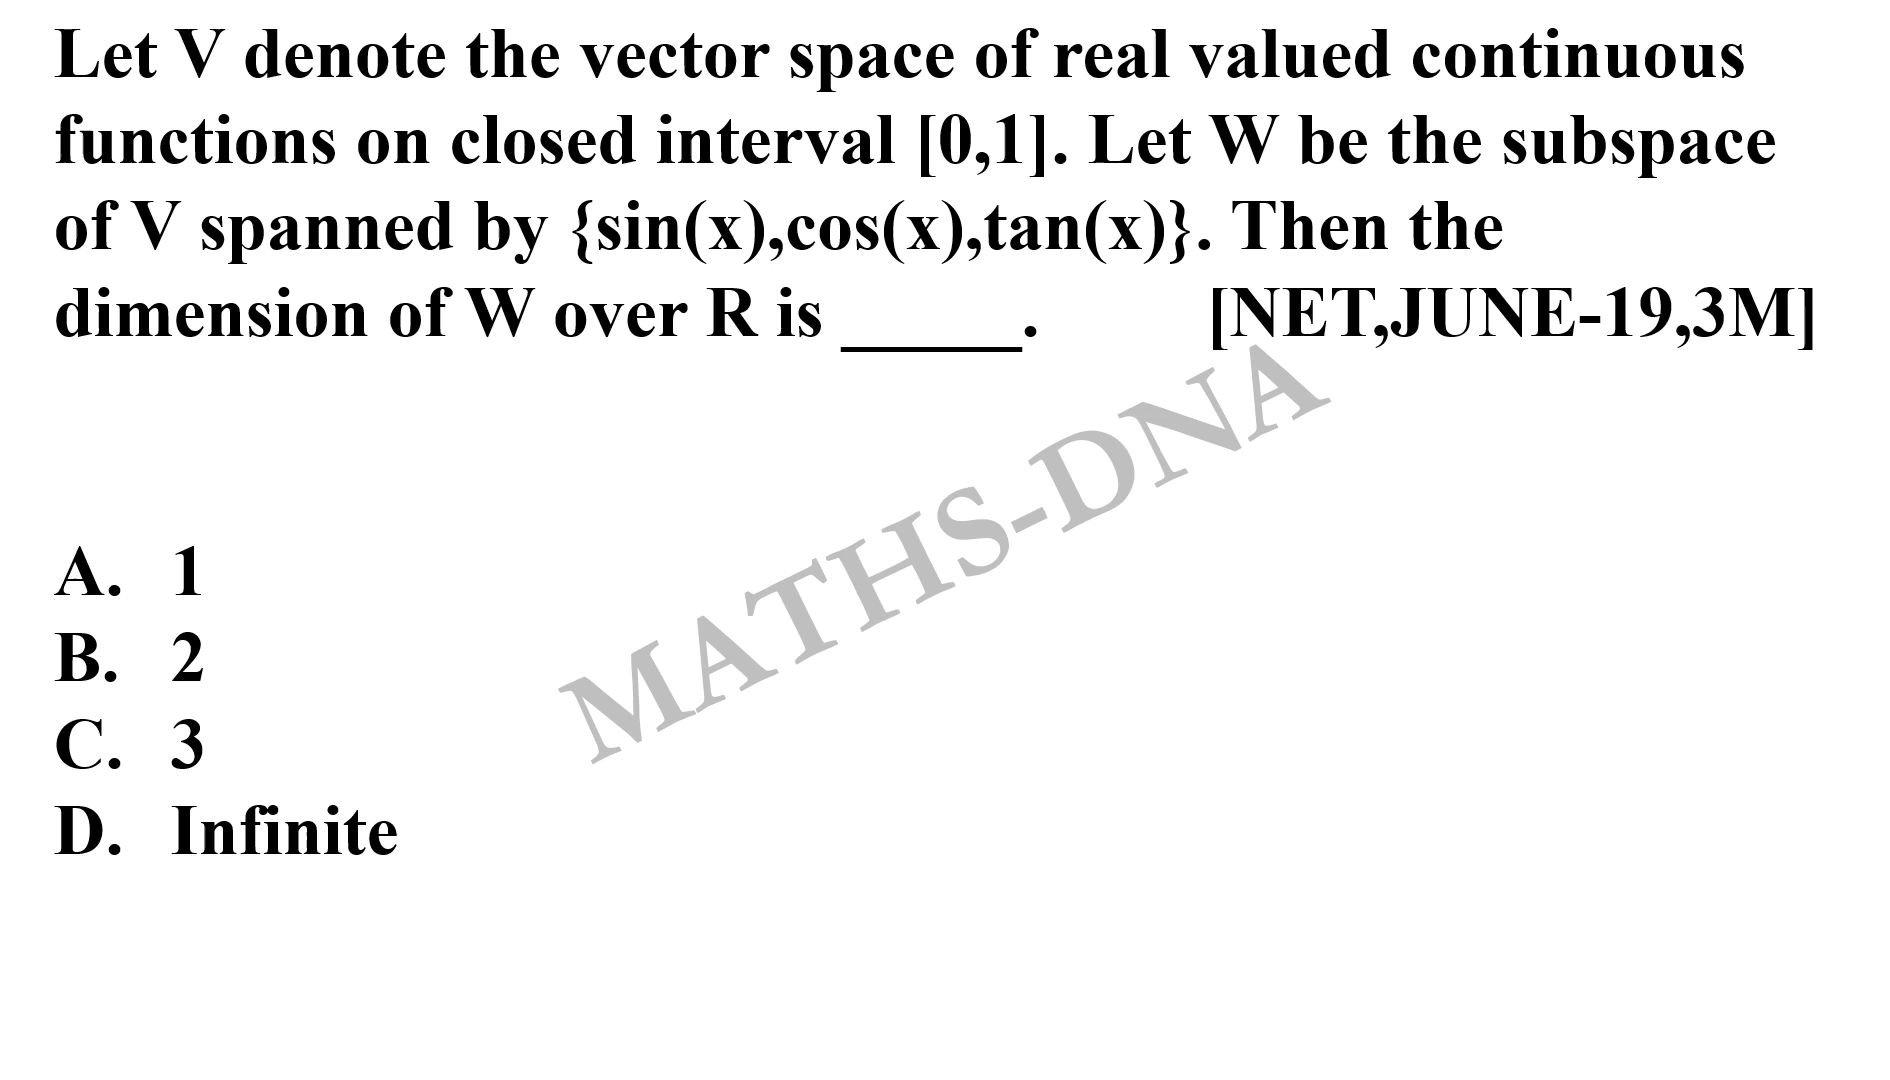 Let V denote the vector space of real valued continuous
functions on closed interval [0,1]. Let W be the subspace
of V spanned by {sin(x),cos(x),tan(x)}. Then the
dimension of W over R is _____. [NET,JUNE-19,3M]
MATHS-DNA
A. 1
B. 2
C. 3
D. Infinite